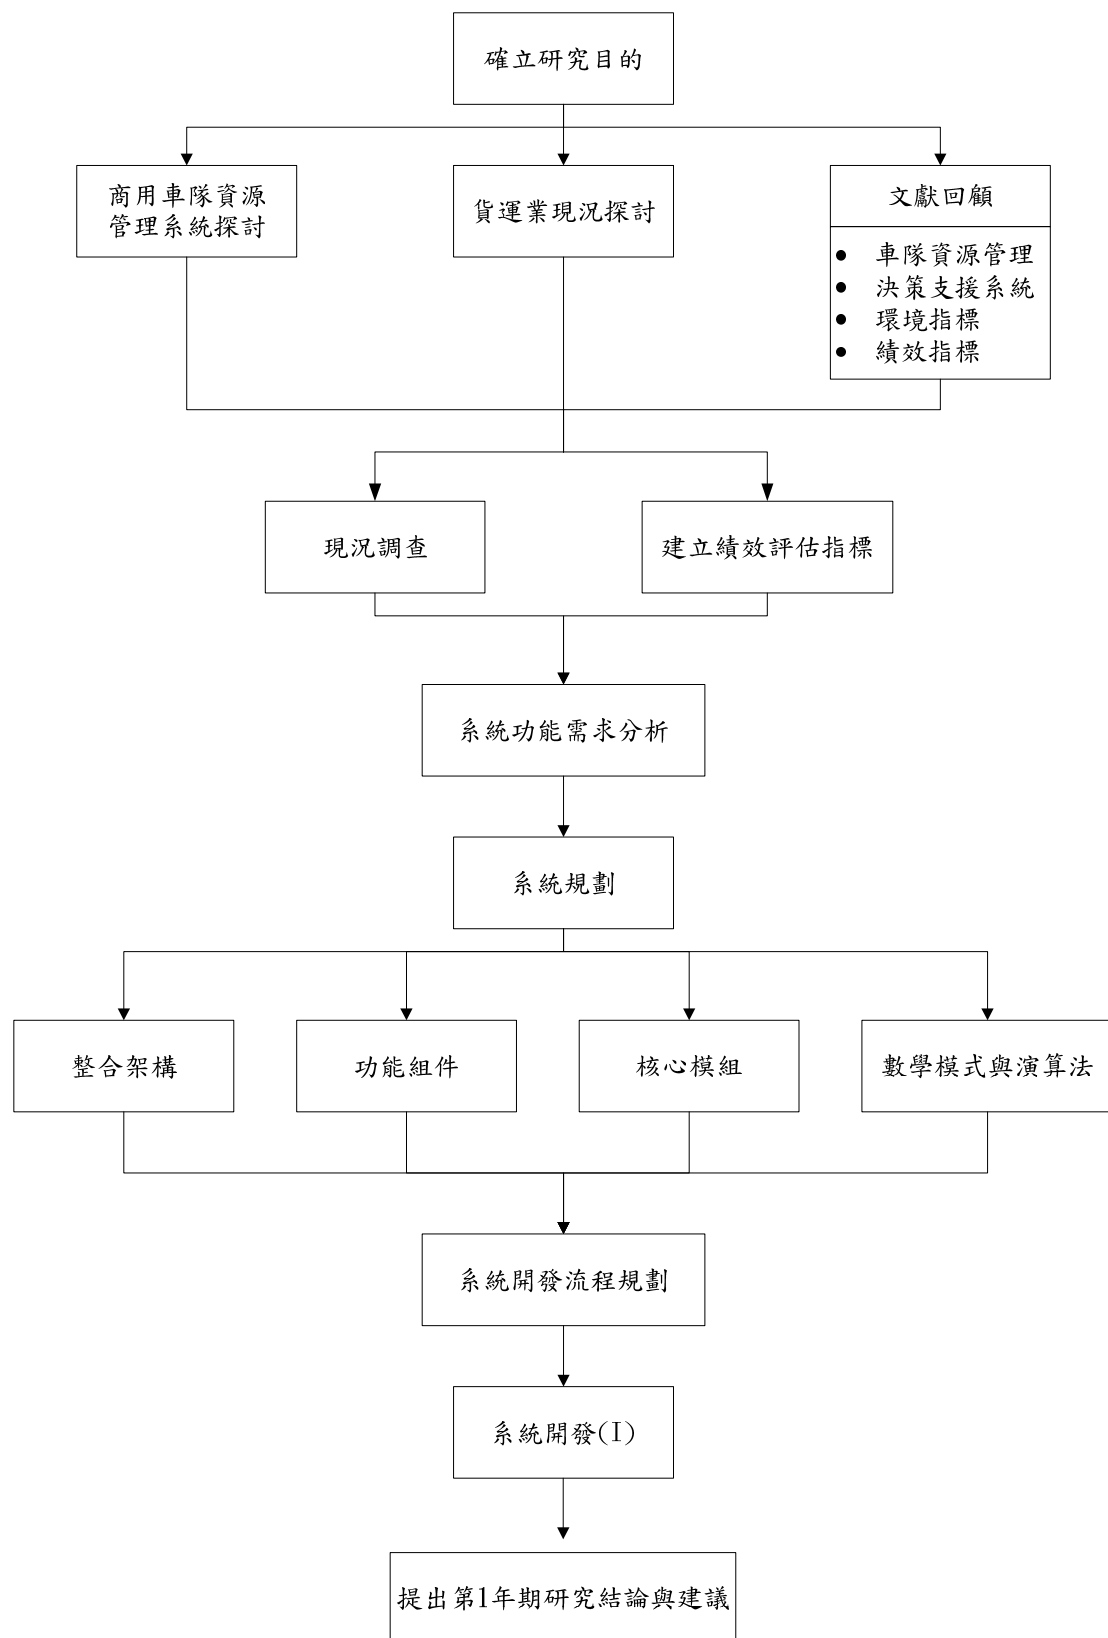 確立研究目的
商用車隊資源
管理系統探討
貨運業現況探討
文獻回顧
● 車隊資源管理
● 決策支援系統
● 環境指標
● 績效指標
現況調查
建立績效評估指標
系統功能需求分析
系統規劃
整合架構
功能組件
核心模組
數學模式與演算法
系統開發流程規劃
系統開發(I)
提出第1年期研究結論與建議